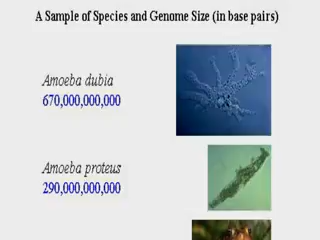 A Sample of Species and Genome Size (in base pairs)
Amoeba dubia
670,000,000,000
Amoeba proteus
290,000,000,000